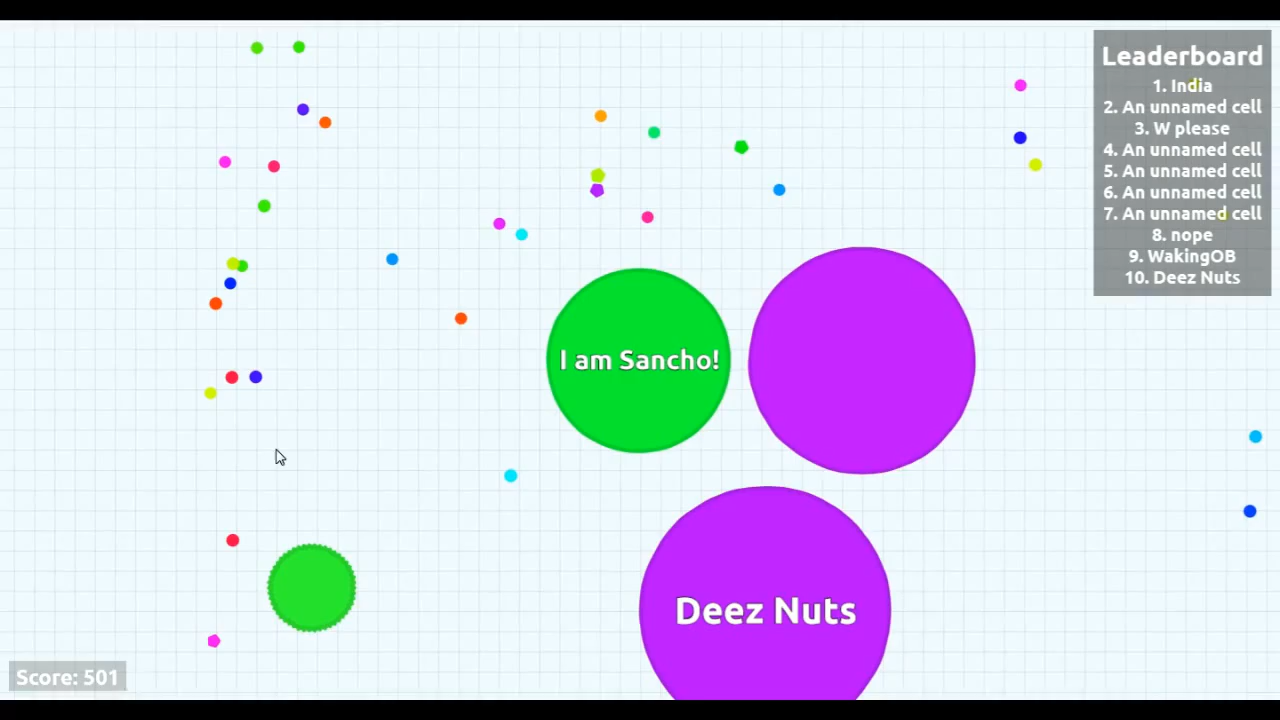 Leaderboard
1. India
2. An unnamed cell
3. W please
4. An unnamed cell
5. An unnamed cell
6. An unnamed cell
7. An unnamed cell
8. nope
9. WakingOB
10. Deez Nuts
I am Sancho!
Deez Nuts
Score: 501